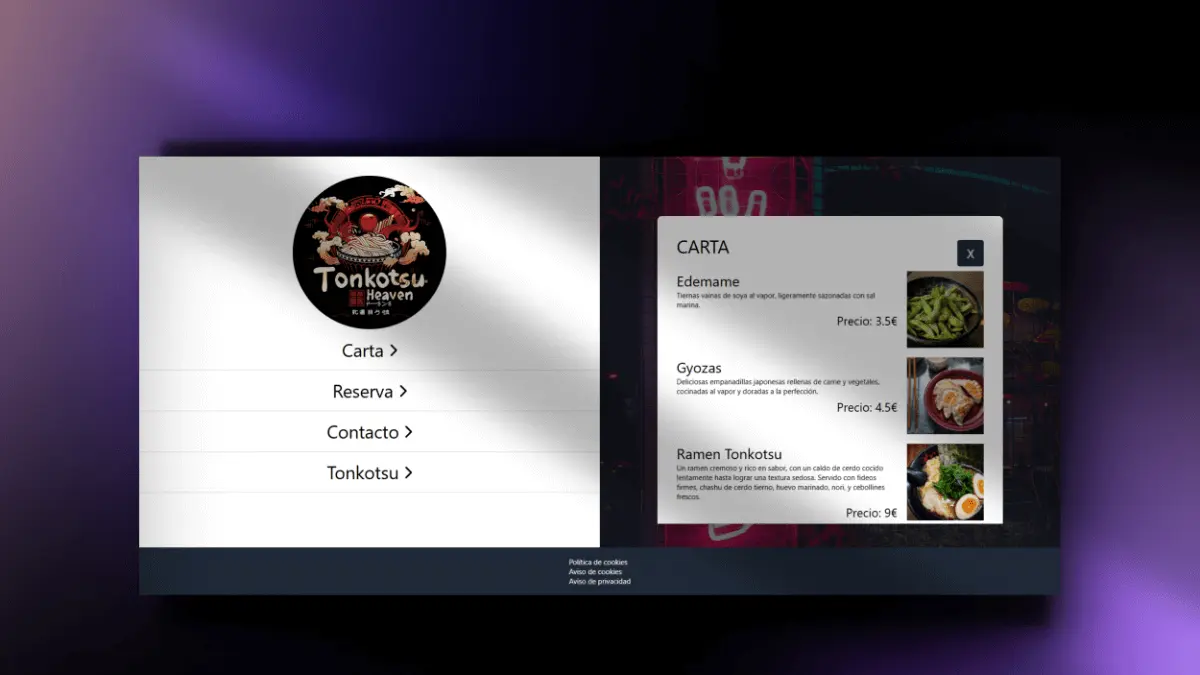 Tonkotsu
Heaven
Carta
Reserva
Contacto
Tonkotsu
CARTA
X
Edemame
Tiernas vainas de soya al vapor, ligeramente sazonadas con sal
marina.
Precio: 3.5€
Gyozas
Deliciosas empanadillas japonesas rellenas de carne y vegetales,
cocinadas al vapor y doradas a la perfección.
Precio: 4.5€
Ramen Tonkotsu
Un ramen cremoso y rico en sabor, con un caldo de cerdo cocido
lentamente hasta lograr una textura sedosa. Servido con fideos
firmes, chashu de cerdo tierno, huevo marinado, nori, y cebollines
frescos.
Precio: 9€
Política de cookies
Aviso de cookies
Aviso de privacidad